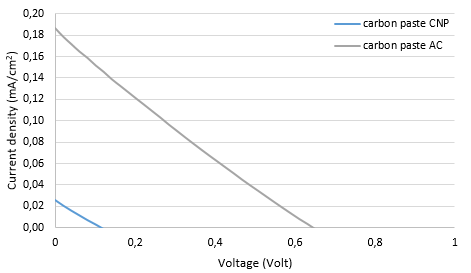 0,20
carbon paste CNP
0,18
carbon paste AC
0,16
0,14
0,12
0,10
0,08
0,06
0,04
0,02
0,00
Current density (mA/cm²)
0 0,2 0,4 0,6 0,8 1
Voltage (Volt)